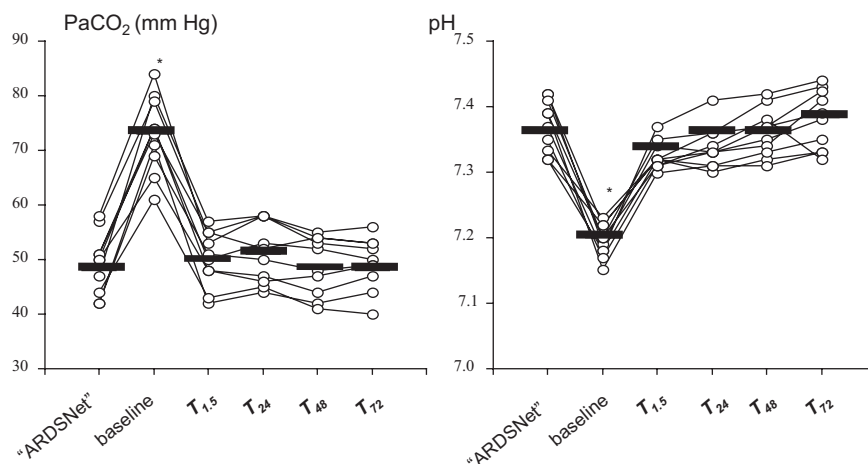 PaCO₂ (mm Hg)
90
80
70
60
50
40
30
*
"ARDSNet"
baseline
T₁.₅
T₂₄
T₄₈
T₇₂
pH
7.5
7.4
7.3
7.2
7.1
7.0
*
"ARDSNet"
baseline
T₁.₅
T₂₄
T₄₈
T₇₂